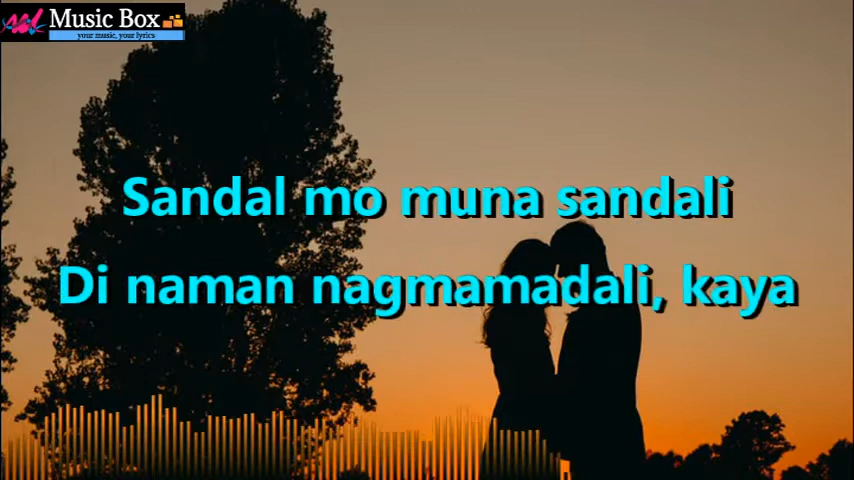 Music Box
your music, your lyrics
Sandal mo muna sandali
Di naman nagmamadali, kaya